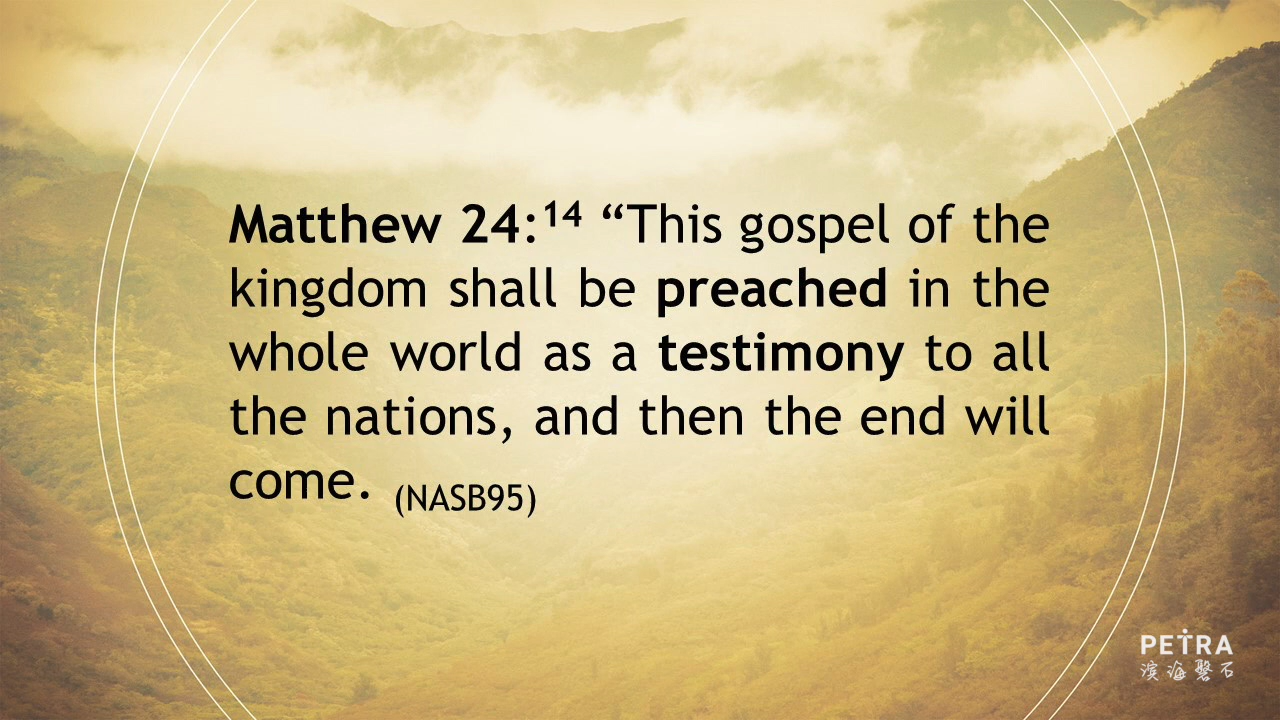 Matthew 24:14 “This gospel of the
kingdom shall be preached in the
whole world as a testimony to all
the nations, and then the end will
come. (NASB95)
PETRA
滨海磐石